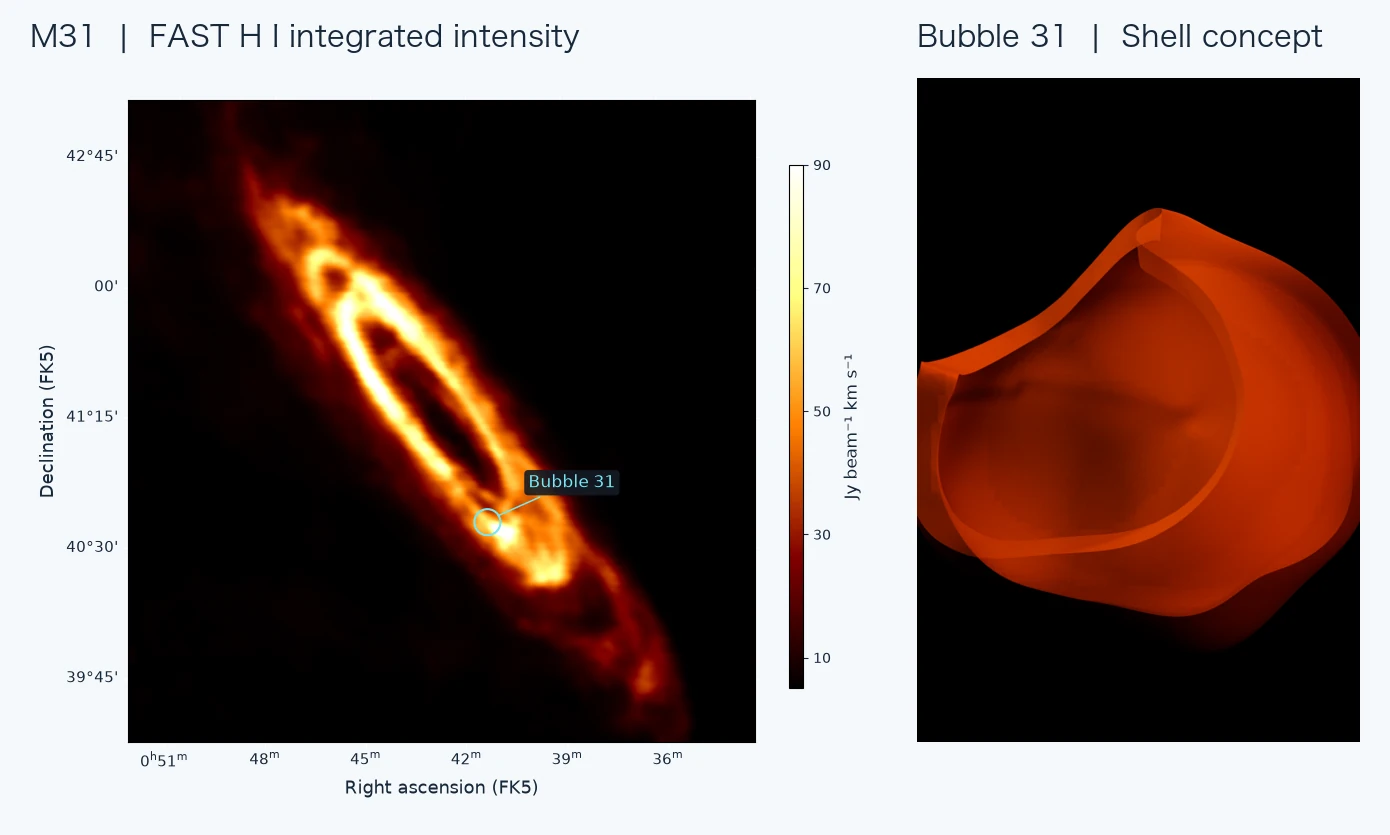 M31 | FAST H I integrated intensity
Bubble 31 | Shell concept
Declination (FK5)
42°45'
00'
41°15'
40°30'
39°45'
Bubble 31
0ʰ51ᵐ 48ᵐ 45ᵐ 42ᵐ 39ᵐ 36ᵐ
Right ascension (FK5)
90
70
50
30
10
Jy beam⁻¹ km s⁻¹